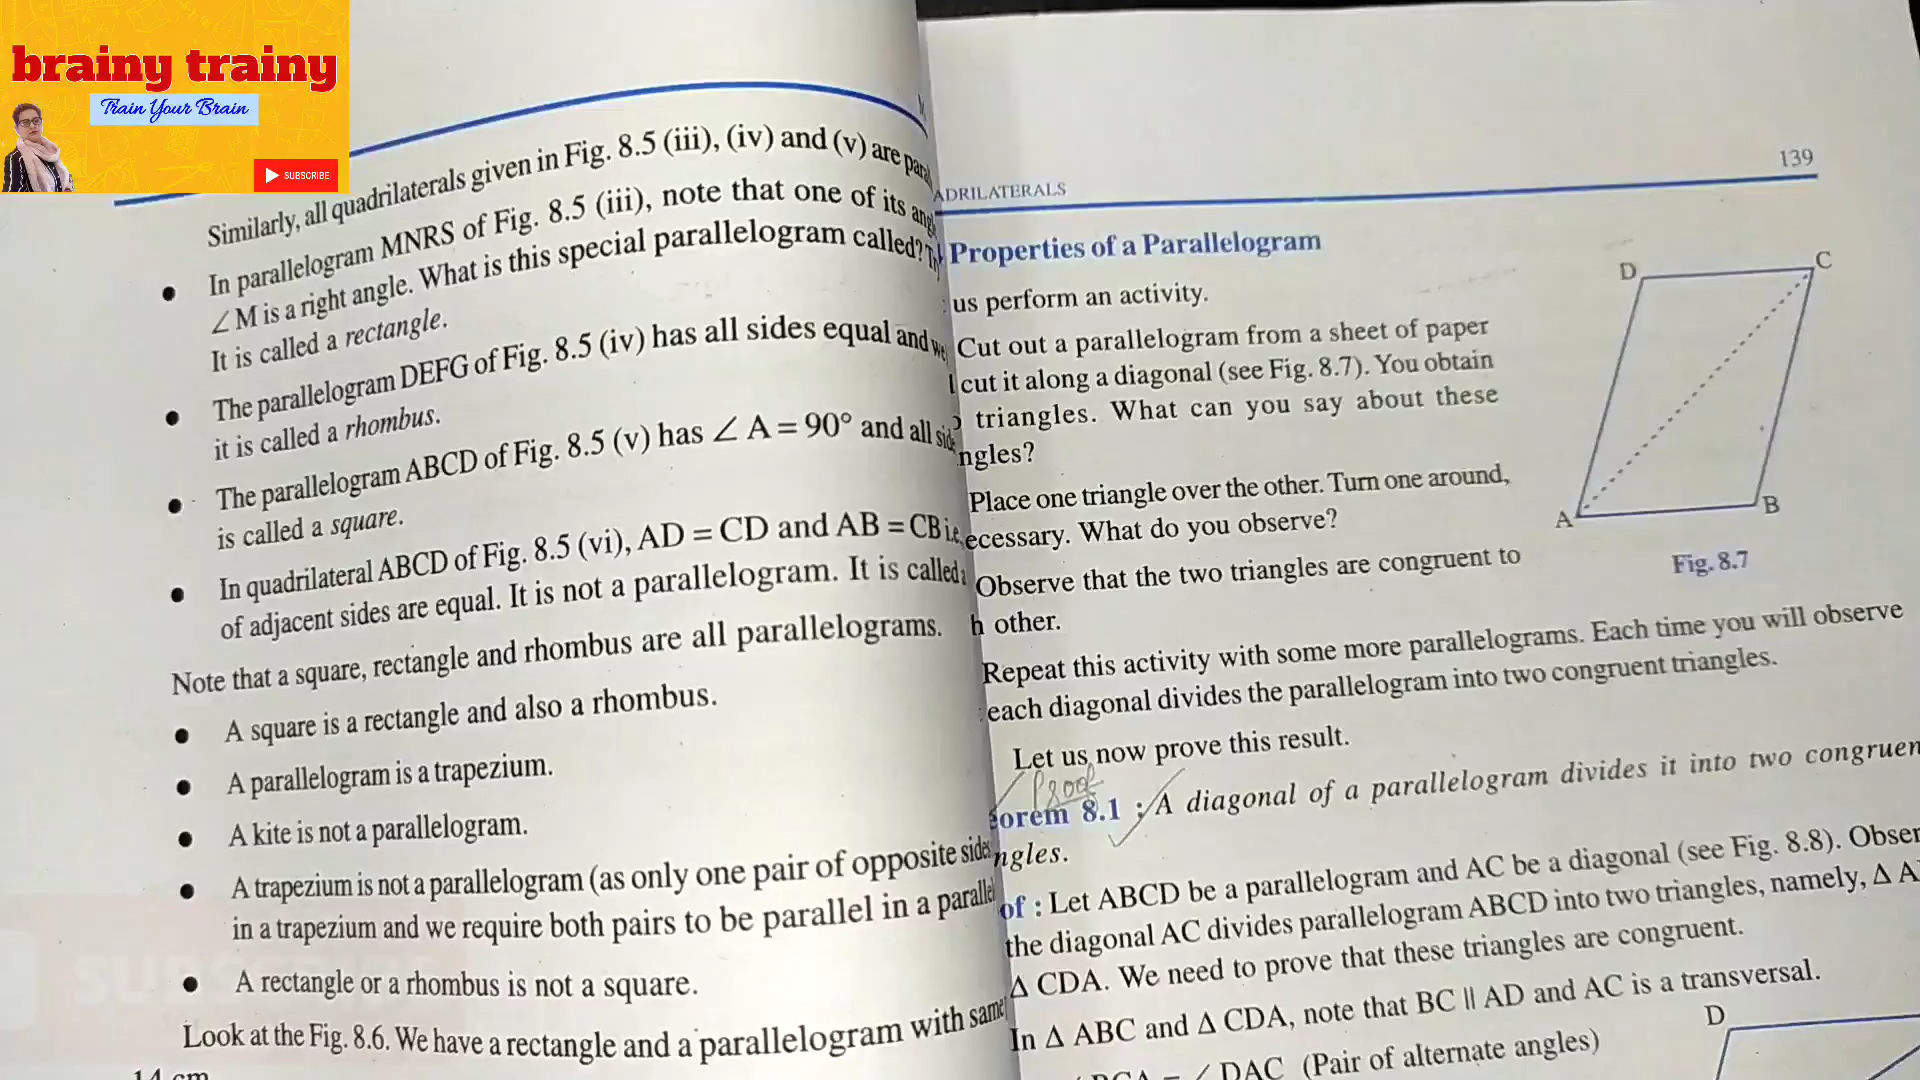 brainy trainy
Train Your Brain
SUBSCRIBE
Similarly, all quadrilaterals given in Fig. 8.5 (iii), (iv) and (v) are
● In parallelogram MNRS of Fig. 8.5 (iii), note that one of its
∠ M is a right angle. What is this special parallelogram called?
It is called a rectangle.
● The parallelogram DEFG of Fig. 8.5 (iv) has all sides equal and
it is called a rhombus.
● The parallelogram ABCD of Fig. 8.5 (v) has ∠ A = 90° and all
is called a square.
● In quadrilateral ABCD of Fig. 8.5 (vi), AD = CD and AB = CB i.e.,
of adjacent sides are equal. It is not a parallelogram. It is called
Note that a square, rectangle and rhombus are all parallelograms.
● A square is a rectangle and also a rhombus.
● A parallelogram is a trapezium.
● A kite is not a parallelogram.
● A trapezium is not a parallelogram (as only one pair of opposite sides
in a trapezium and we require both pairs to be parallel in a
● A rectangle or a rhombus is not a square.
Look at the Fig. 8.6. We have a rectangle and a parallelogram with same
14 cm
SUBSCRIBE
ADRILATERALS
139
Properties of a Parallelogram
us perform an activity.
Cut out a parallelogram from a sheet of paper
cut it along a diagonal (see Fig. 8.7). You obtain
triangles. What can you say about these
ngles?
Place one triangle over the other. Turn one around,
ecessary. What do you observe?
Observe that the two triangles are congruent to
h other.
D
C
A
B
Fig. 8.7
Repeat this activity with some more parallelograms. Each time you will observe
each diagonal divides the parallelogram into two congruent triangles.
Let us now prove this result.
Proof
orem 8.1 : A diagonal of a parallelogram divides it into two congruen
ngles.
of : Let ABCD be a parallelogram and AC be a diagonal (see Fig. 8.8). Obser
the diagonal AC divides parallelogram ABCD into two triangles, namely, Δ A
Δ CDA. We need to prove that these triangles are congruent.
In Δ ABC and Δ CDA, note that BC || AD and AC is a transversal.
BCA = ∠ DAC (Pair of alternate angles)
D